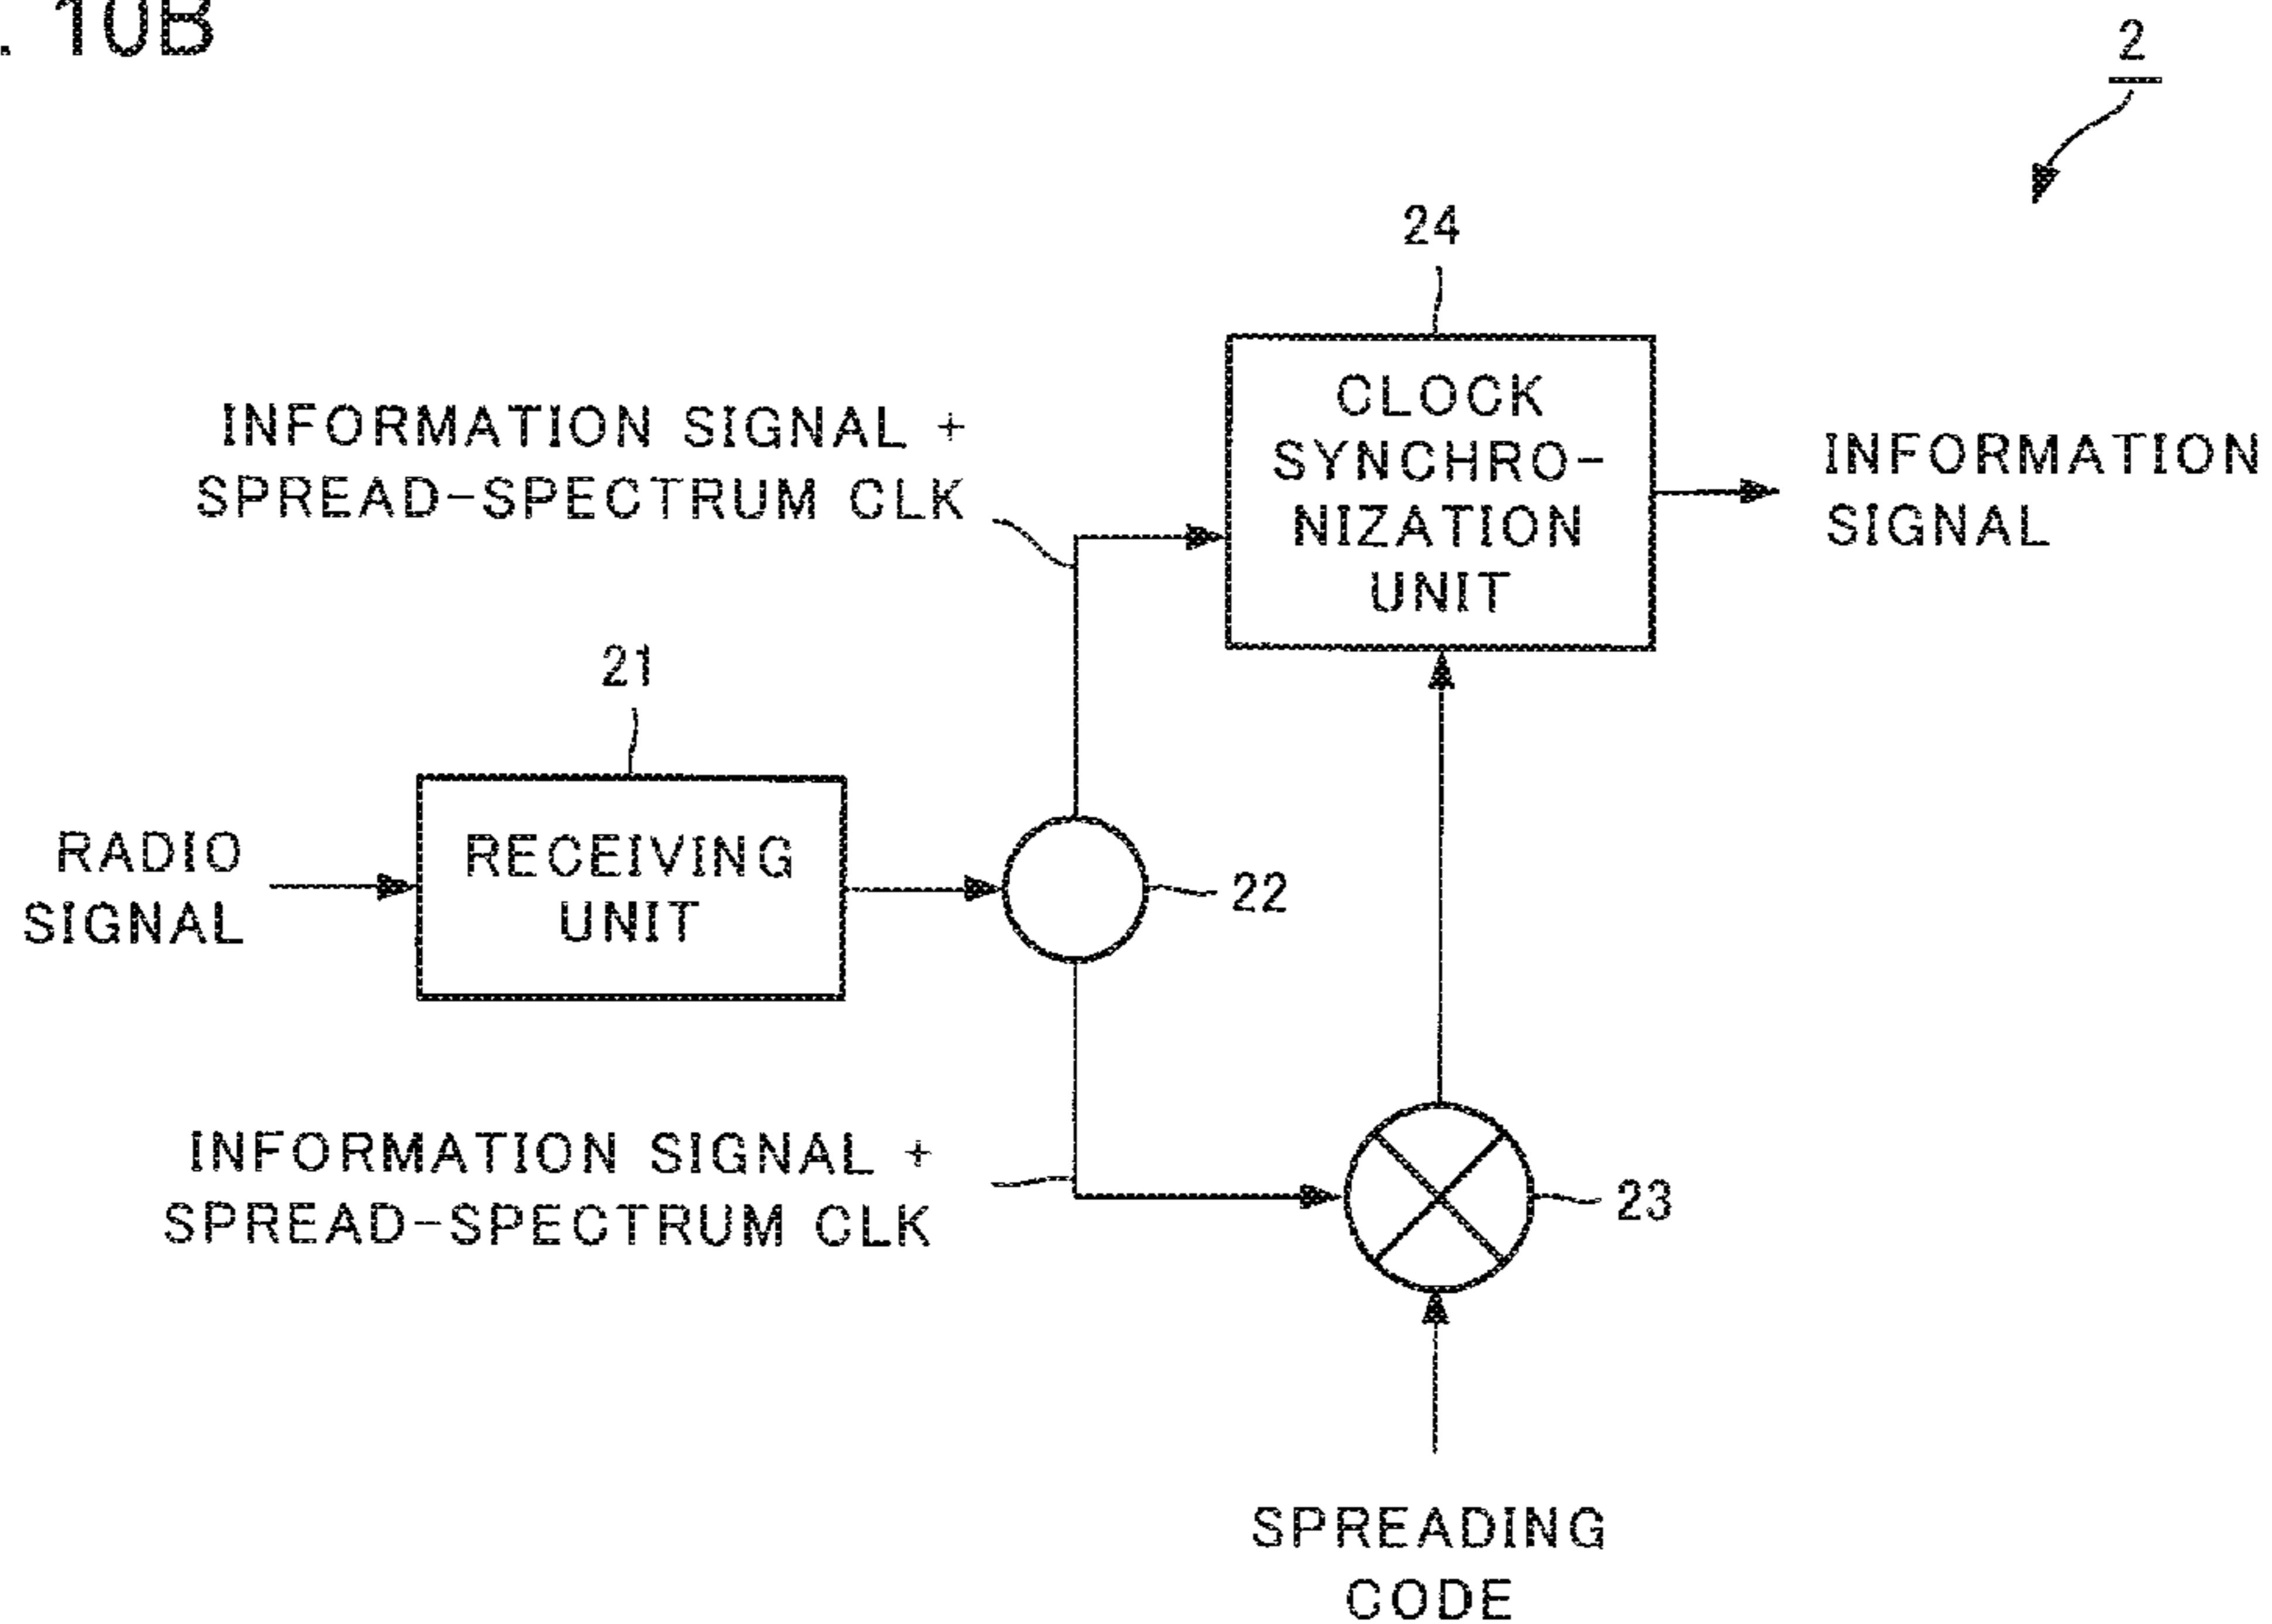 . 10B
2
24
CLOCK
SYNCHRO-
NIZATION
UNIT
INFORMATION SIGNAL +
SPREAD-SPECTRUM CLK
INFORMATION
SIGNAL
21
RECEIVING
UNIT
RADIO
SIGNAL
22
INFORMATION SIGNAL +
SPREAD-SPECTRUM CLK
23
SPREADING
CODE